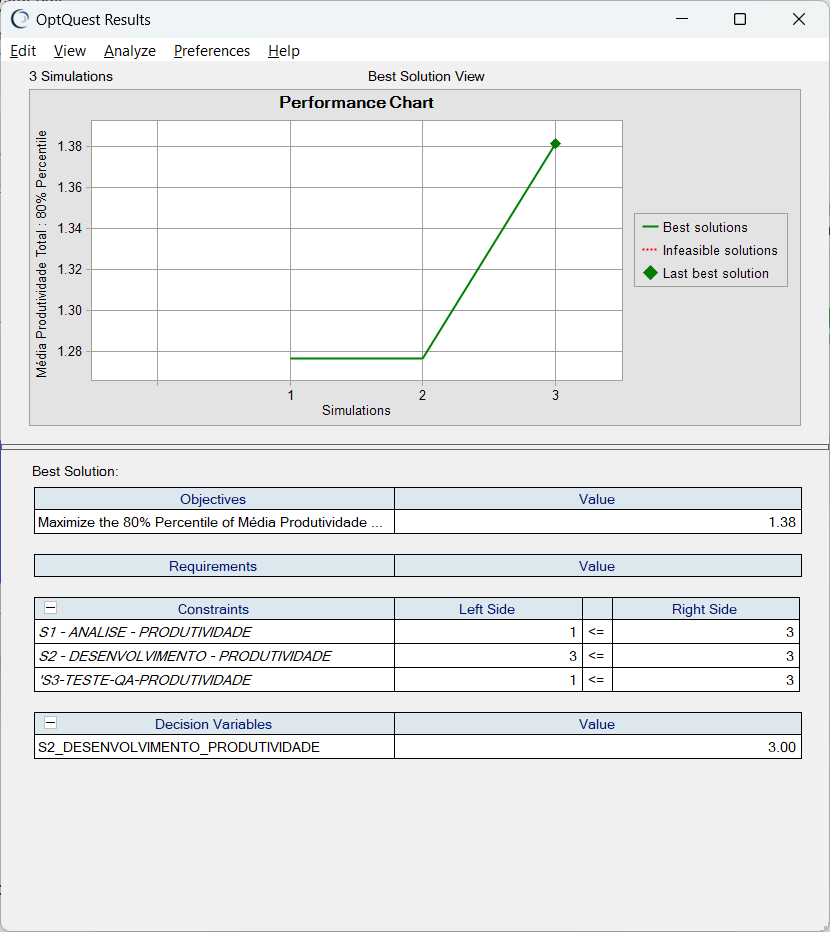 OptQuest Results
Edit View Analyze Preferences Help
3 Simulations Best Solution View
Performance Chart
Média Produtividade Total : 80% Percentile
1.38
1.36
1.34
1.32
1.30
1.28
1 2 3
Simulations
Best solutions
Infeasible solutions
Last best solution
Best Solution:
Objectives Value
Maximize the 80% Percentile of Média Produtividade ... 1.38
Requirements Value
Constraints Left Side Right Side
S1 - ANALISE - PRODUTIVIDADE 1 <= 3
S2 - DESENVOLVIMENTO - PRODUTIVIDADE 3 <= 3
'S3-TESTE-QA-PRODUTIVIDADE 1 <= 3
Decision Variables Value
S2_DESENVOLVIMENTO_PRODUTIVIDADE 3.00